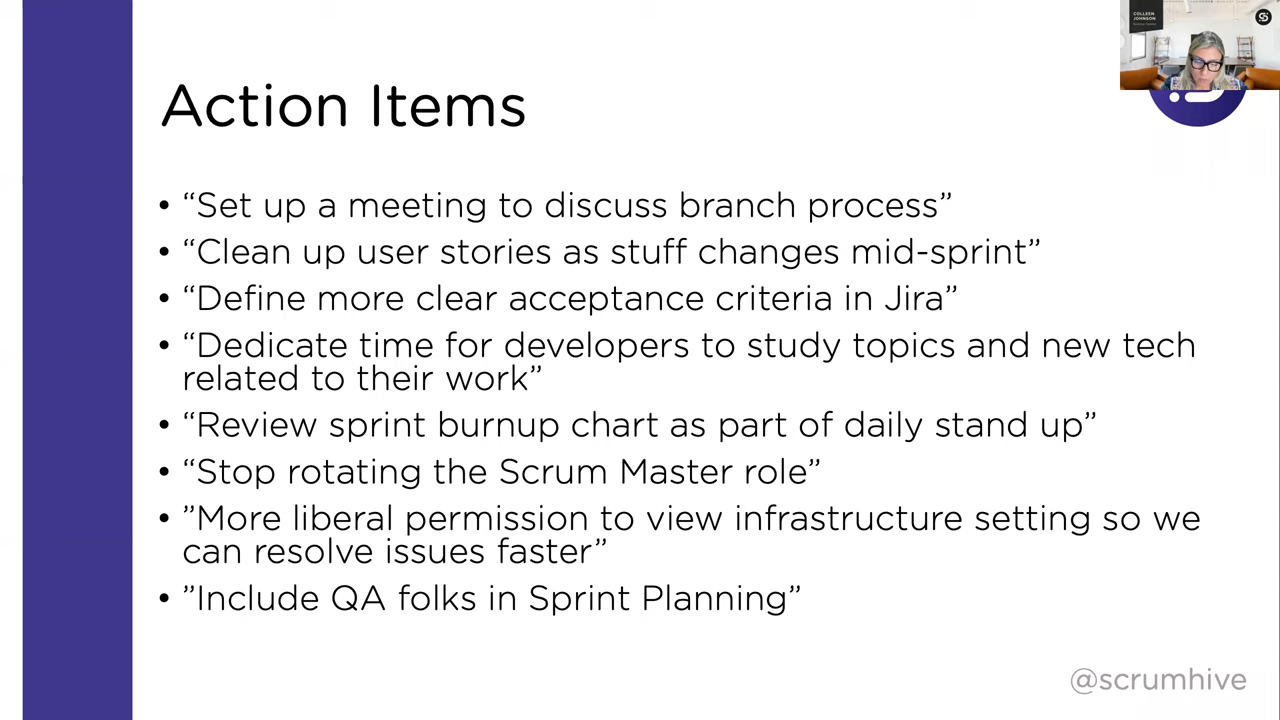 COLLEEN
JOHNSON
Action Items
• “Set up a meeting to discuss branch process”
• “Clean up user stories as stuff changes mid-sprint”
• “Define more clear acceptance criteria in Jira”
• “Dedicate time for developers to study topics and new tech
related to their work”
• “Review sprint burnup chart as part of daily stand up”
• “Stop rotating the Scrum Master role”
• ”More liberal permission to view infrastructure setting so we
can resolve issues faster”
• ”Include QA folks in Sprint Planning”
@scrumhive